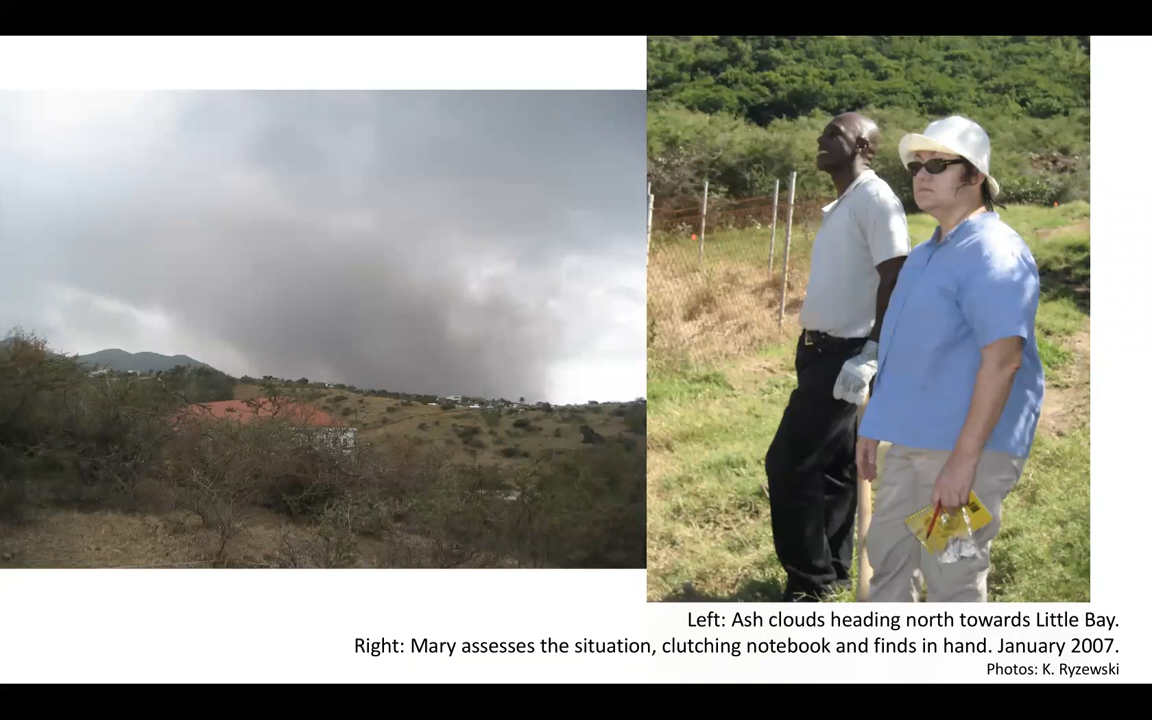 Left: Ash clouds heading north towards Little Bay.
Right: Mary assesses the situation, clutching notebook and finds in hand. January 2007.
Photos: K. Ryzewski